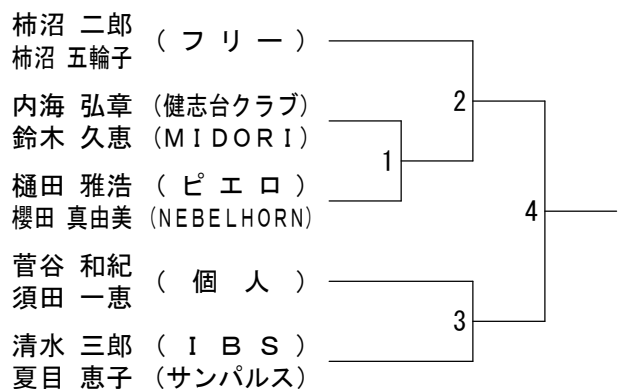 柿沼 二郎
柿沼 五輪子
( フ リ ー )
内海 弘章 (健志台クラブ)
鈴木 久恵 (ＭＩＤＯＲＩ)
樋田 雅浩 ( ピ エ ロ )
櫻田 真由美 (NEBELHORN)
菅谷 和紀
須田 一恵
( 個 人 )
清水 三郎 ( Ｉ Ｂ Ｓ )
夏目 恵子 (サンパルス)
1
2
3
4